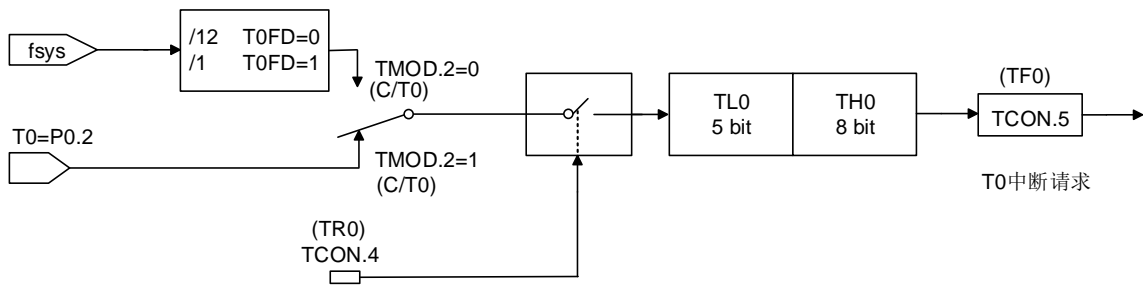 fsys
/12 T0FD=0
/1 T0FD=1
TMOD.2=0
(C/T0)
T0=P0.2
TMOD.2=1
(C/T0)
(TR0)
TCON.4
TL0
5 bit
TH0
8 bit
(TF0)
TCON.5
T0中断请求